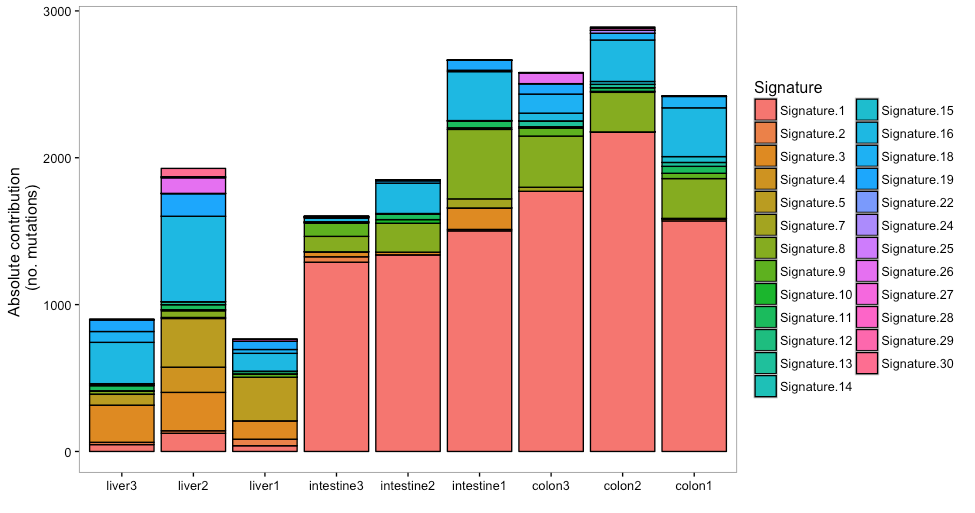 Absolute contribution
(no. mutations)
3000
2000
1000
0
liver3 liver2 liver1 intestine3 intestine2 intestine1 colon3 colon2 colon1
Signature
Signature.1 Signature.15
Signature.2 Signature.16
Signature.3 Signature.18
Signature.4 Signature.19
Signature.5 Signature.22
Signature.7 Signature.24
Signature.8 Signature.25
Signature.9 Signature.26
Signature.10 Signature.27
Signature.11 Signature.28
Signature.12 Signature.29
Signature.13 Signature.30
Signature.14